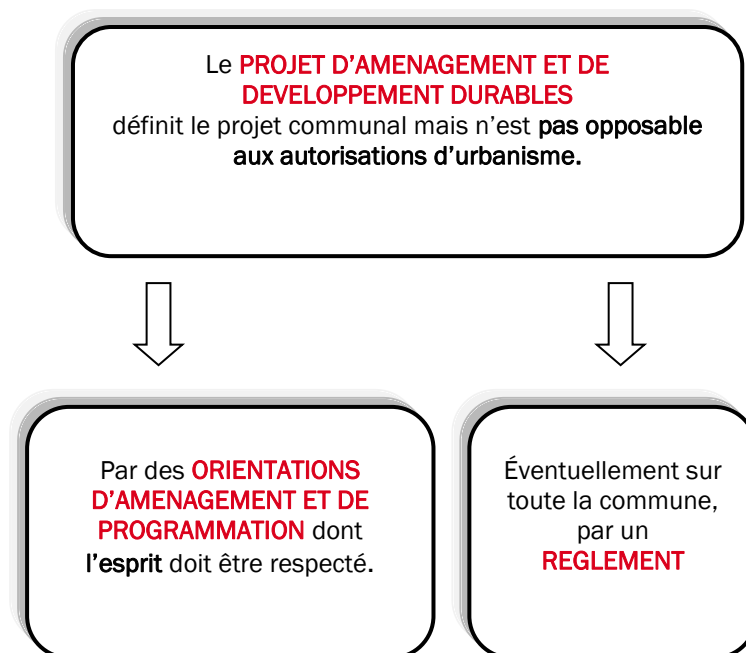 Le PROJET D’AMENAGEMENT ET DE
DEVELOPPEMENT DURABLES
définit le projet communal mais n’est pas opposable
aux autorisations d’urbanisme.
Par des ORIENTATIONS
D’AMENAGEMENT ET DE
PROGRAMMATION dont
l’esprit doit être respecté.
Éventuellement sur
toute la commune,
par un
REGLEMENT